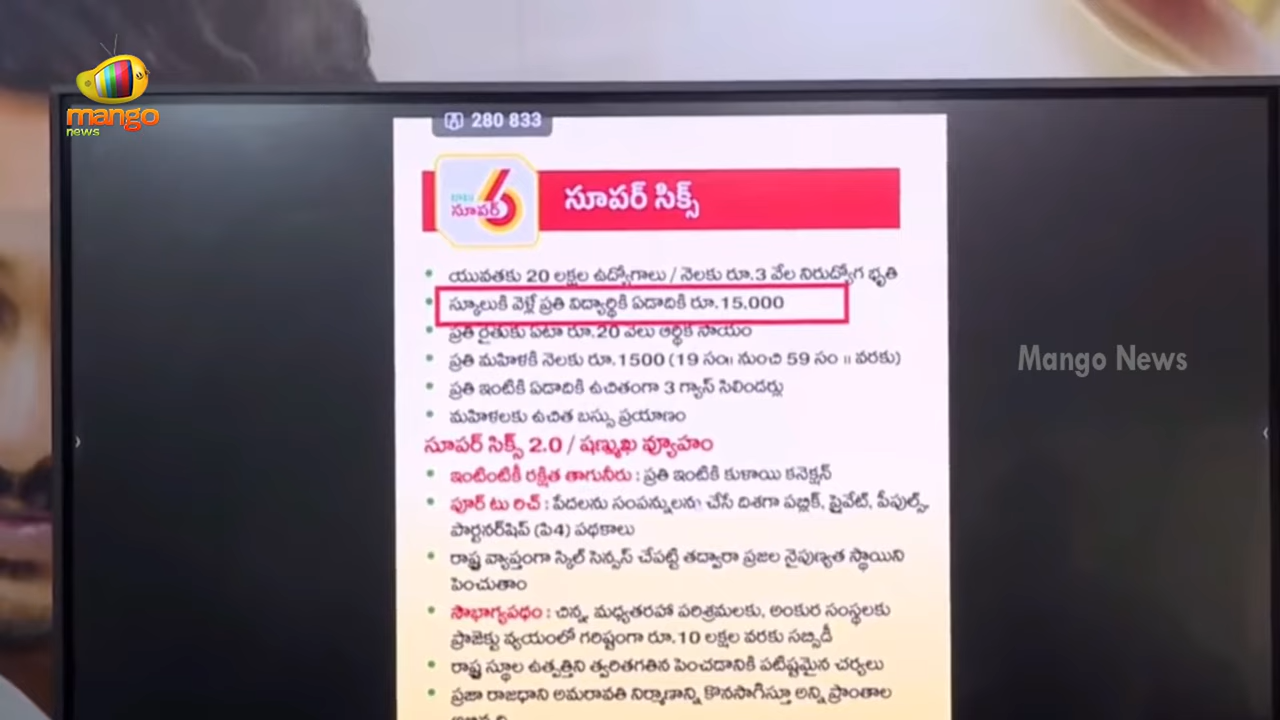 mango
news
280 833
బాబు
సూపర్ 6
సూపర్ సిక్స్
• యువతకు 20 లక్షల ఉద్యోగాలు / నెలకు రూ.3 వేల నిరుద్యోగ భృతి
• స్కూలుకి వెళ్లే ప్రతి విద్యార్థికి ఏడాదికి రూ.15,000
• ప్రతి రైతుకు ఏటా రూ.20 వేలు ఆర్థిక సాయం
• ప్రతి మహిళకి నెలకు రూ.1500 (19 సం౹౹ నుంచి 59 సం ౹౹ వరకు)
• ప్రతి ఇంటికి ఏడాదికి ఉచితంగా 3 గ్యాస్ సిలిండర్లు
• మహిళలకు ఉచిత బస్సు ప్రయాణం
Mango News
సూపర్ సిక్స్ 2.0 / షణ్ముఖ వ్యూహం
• ఇంటింటికీ రక్షిత తాగునీరు : ప్రతి ఇంటికి కుళాయి కనెక్షన్
• పూర్ టు రిచ్ : పేదలను సంపన్నులను చేసే దిశగా పబ్లిక్, ప్రైవేట్, పీపుల్స్
పార్టనర్‌షిప్ (పి4) పథకాలు
• రాష్ట్ర వ్యాప్తంగా స్కిల్ సెన్సస్ చేపట్టి తద్వారా ప్రజల నైపుణ్యత స్థాయిని
పెంచుతాం
• సౌభాగ్యపథం : చిన్న, మధ్యతరహా పరిశ్రమలకు, అంకుర సంస్థలకు
ప్రాజెక్టు వ్యయంలో గరిష్టంగా రూ.10 లక్షల వరకు సబ్సిడీ
• రాష్ట్ర స్థూల ఉత్పత్తిని త్వరితగతిన పెంచడానికి పటిష్టమైన చర్యలు
• ప్రజా రాజధాని అమరావతి నిర్మాణాన్ని కొనసాగిస్తూ అన్ని ప్రాంతాల